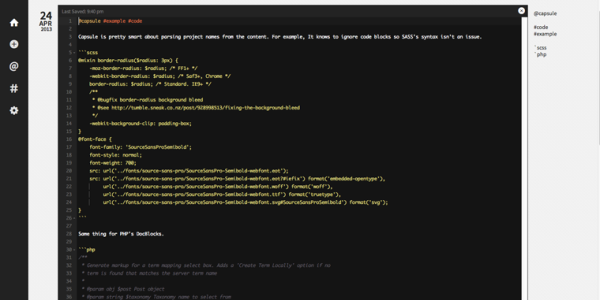 24
APR
2013
Last Saved: 9:46 pm
@capsule #example #code
Capsule is pretty smart about parsing project names from the content. For example, it knows to ignore code blocks so SASS's syntax isn't an issue.
```scss
@mixin border-radius($radius: 3px) {
-moz-border-radius: $radius; /* FF1+ */
-webkit-border-radius: $radius; /* Saf3+, Chrome */
border-radius: $radius; /* Standard. IE9+ */
/**
* @bugfix border-radius background bleed
* @see http://tumble.sneak.co.nz/post/928998513/fixing-the-background-bleed
*/
-webkit-background-clip: padding-box;
}
@font-face {
font-family: 'SourceSansProSemibold';
font-style: normal;
font-weight: 700;
src: url('../fonts/source-sans-pro/SourceSansPro-Semibold-webfont.eot');
src: url('../fonts/source-sans-pro/SourceSansPro-Semibold-webfont.eot?#iefix') format('embedded-opentype'),
url('../fonts/source-sans-pro/SourceSansPro-Semibold-webfont.woff') format('woff'),
url('../fonts/source-sans-pro/SourceSansPro-Semibold-webfont.ttf') format('truetype'),
url('../fonts/source-sans-pro/SourceSansPro-Semibold-webfont.svg#SourceSansProSemibold') format('svg');
}
```
Same thing for PHP's DocBlocks.
```php
/**
* Generate markup for a term mapping select box. Adds a 'Create Term Locally' option if no
* term is found that matches the server term name
*
* @param obj $post Post object
* @param string $taxonomy Taxonomy name to select from
@capsule
#code
#example
`scss
`php